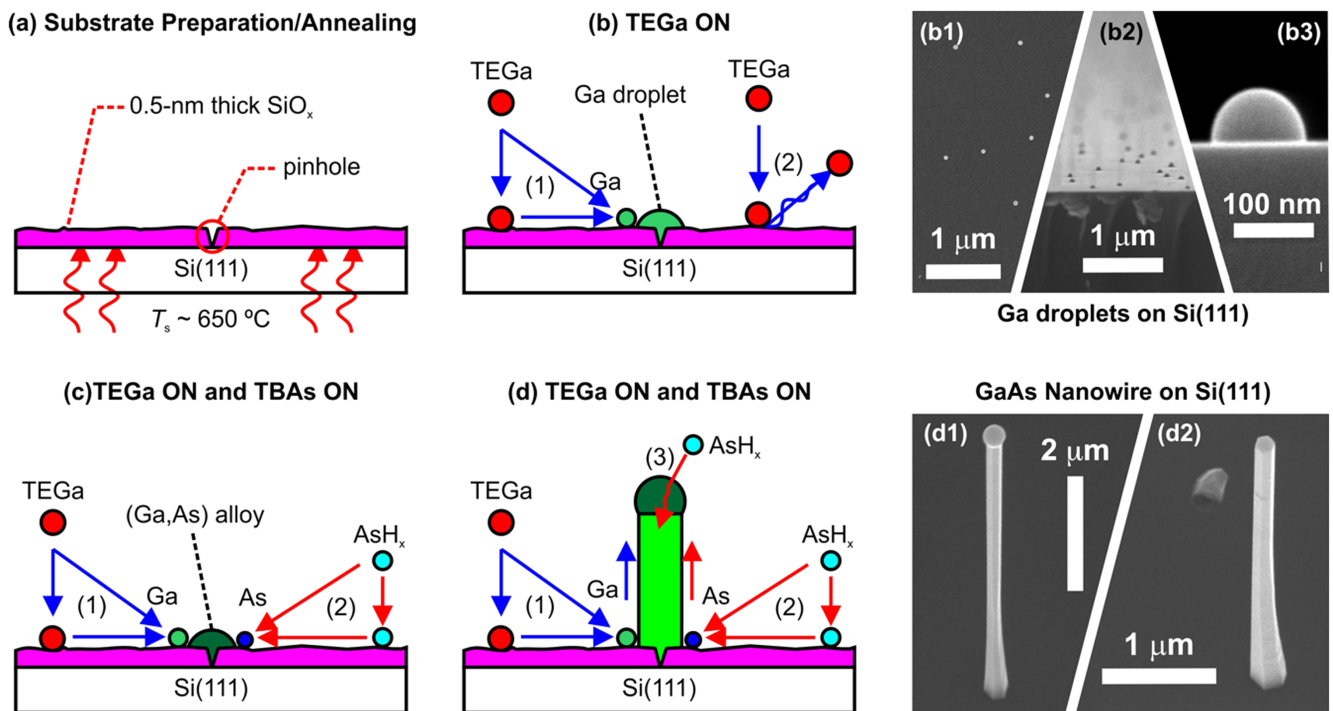 (a) Substrate Preparation/Annealing
0.5-nm thick SiOx
pinhole
Si(111)
Ts ~ 650 ºC
(b) TEGa ON
TEGa
TEGa
Ga droplet
(1)
Ga
(2)
Si(111)
(b1)
(b2)
(b3)
1 μm
1 μm
100 nm
Ga droplets on Si(111)
(c)TEGa ON and TBAs ON
TEGa
(Ga,As) alloy
AsHx
(1)
Ga
As
(2)
Si(111)
(d) TEGa ON and TBAs ON
AsHx
(3)
TEGa
AsHx
(1)
Ga
As
(2)
Si(111)
GaAs Nanowire on Si(111)
(d1)
2 μm
(d2)
1 μm